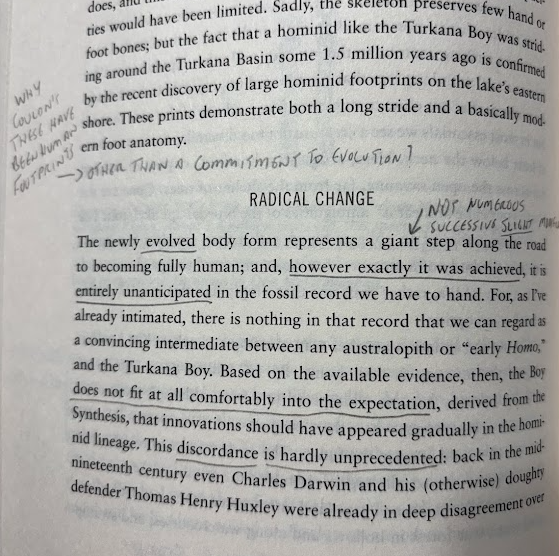 does, and th
ties would have been limited. Sadly, the skeleton preserves few hand or
foot bones; but the fact that a hominid like the Turkana Boy was strid-
ing around the Turkana Basin some 1.5 million years ago is confirmed
by the recent discovery of large hominid footprints on the lake's eastern
shore. These prints demonstrate both a long stride and a basically mod-
ern foot anatomy.
WHY
COULDN'T
THESE HAVE
BEEN HUMAN
FOOTPRINTS
→ OTHER THAN A COMMITMENT TO EVOLUTION?
RADICAL CHANGE
NOT NUMEROUS
SUCCESSIVE SLIGHT
The newly evolved body form represents a giant step along the road
to becoming fully human; and, however exactly it was achieved, it is
entirely unanticipated in the fossil record we have to hand. For, as I've
already intimated, there is nothing in that record that we can regard as
a convincing intermediate between any australopith or "early Homo,"
and the Turkana Boy. Based on the available evidence, then, the Boy
does not fit at all comfortably into the expectation, derived from the
Synthesis, that innovations should have appeared gradually in the homi-
nid lineage. This discordance is hardly unprecedented: back in the mid-
nineteenth century even Charles Darwin and his (otherwise) doughty
defender Thomas Henry Huxley were already in deep disagreement over